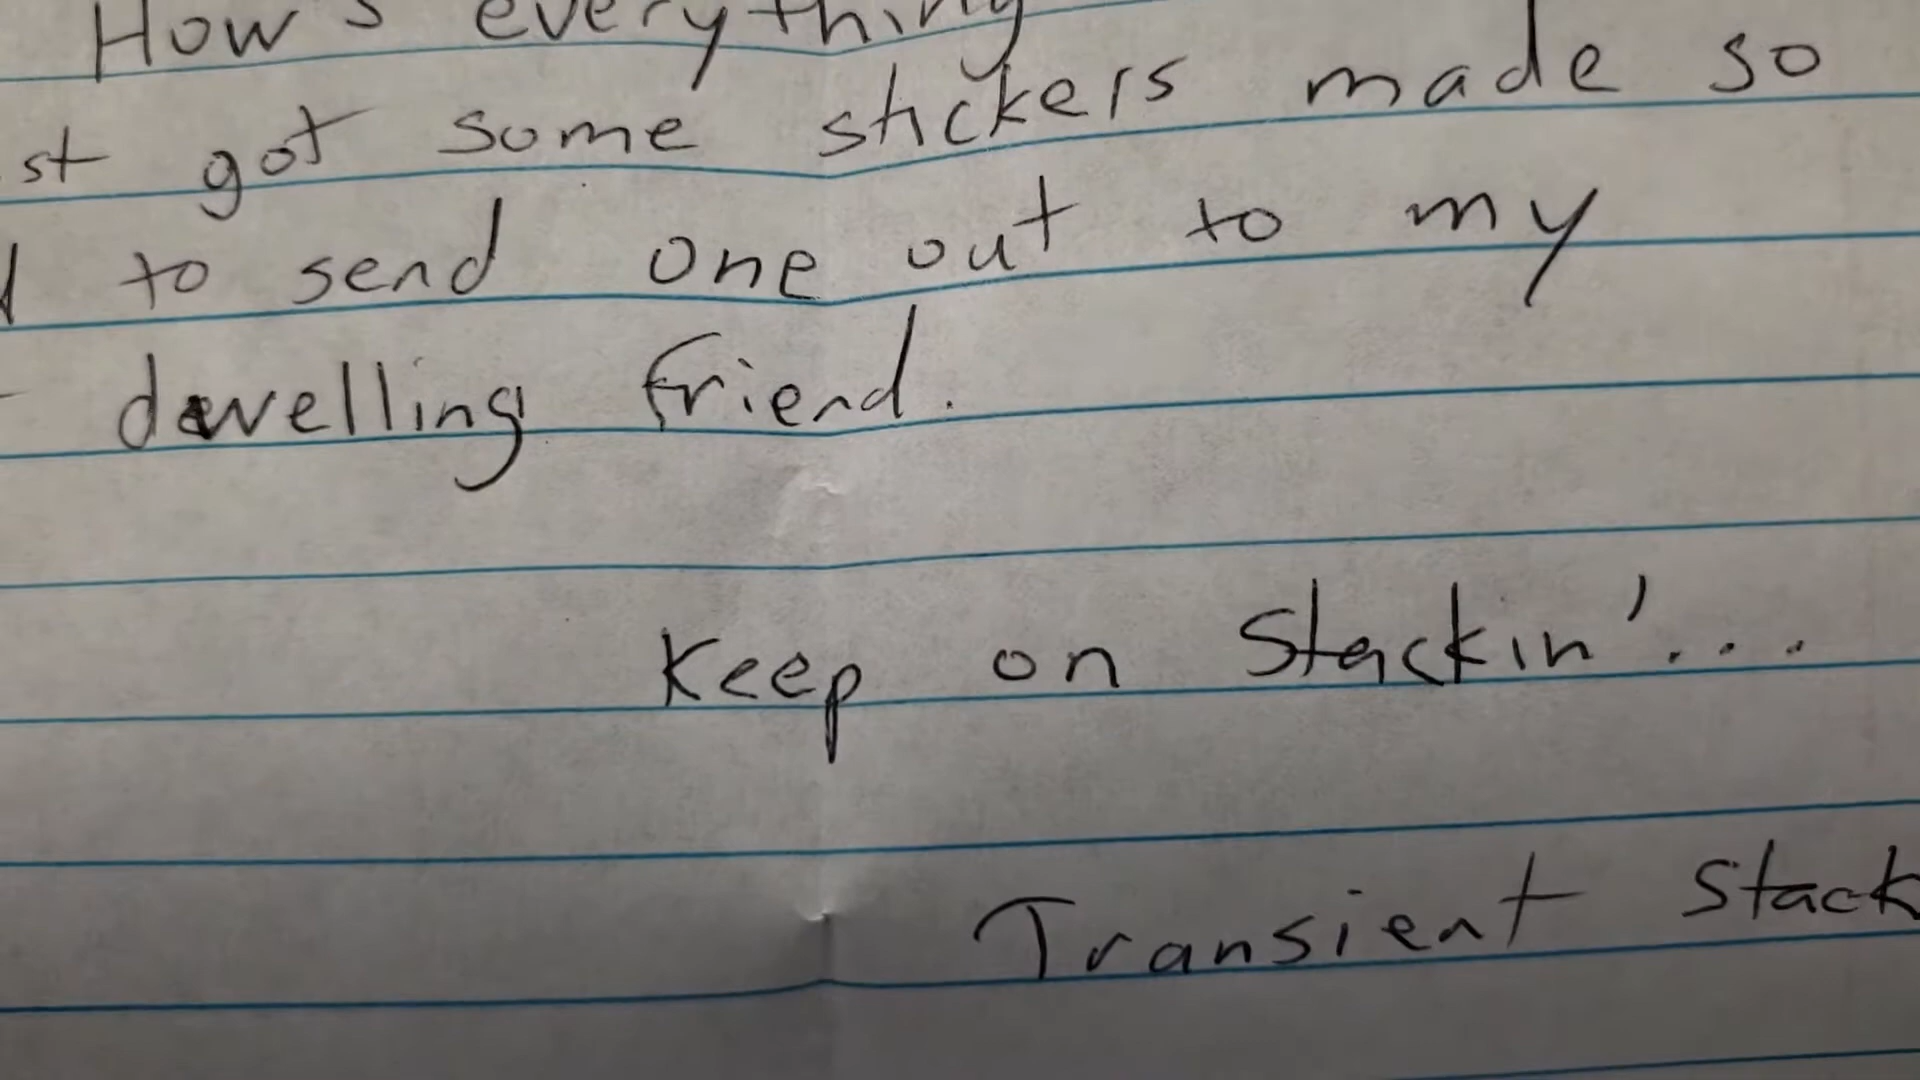 How's everything
st got some stickers made so
to send one out to my
dwelling friend.
Keep on Stackin'...
Transient Stack